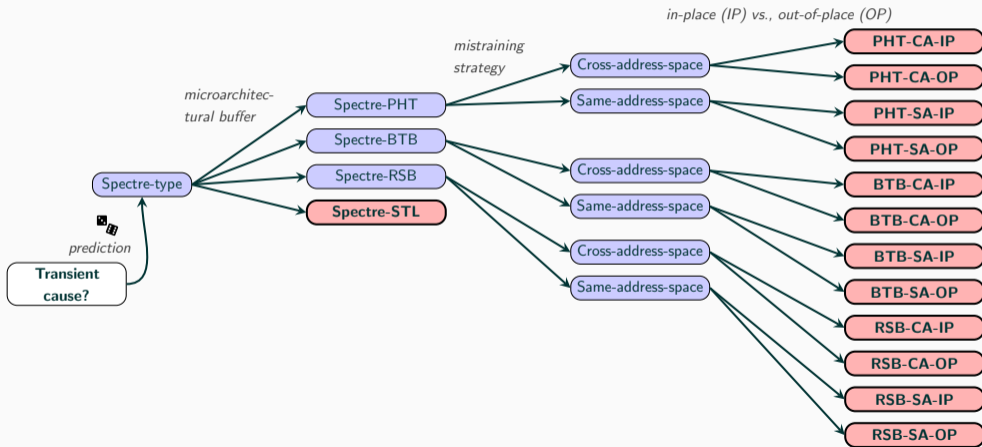 in-place (IP) vs., out-of-place (OP)
PHT-CA-IP
mistraining
strategy
Cross-address-space
PHT-CA-OP
microarchitec-
tural buffer
Spectre-PHT
Same-address-space
PHT-SA-IP
Spectre-BTB
PHT-SA-OP
Spectre-type
Spectre-RSB
Cross-address-space
BTB-CA-IP
Spectre-STL
Same-address-space
BTB-CA-OP
prediction
Cross-address-space
BTB-SA-IP
Transient
cause?
Same-address-space
BTB-SA-OP
RSB-CA-IP
RSB-CA-OP
RSB-SA-IP
RSB-SA-OP